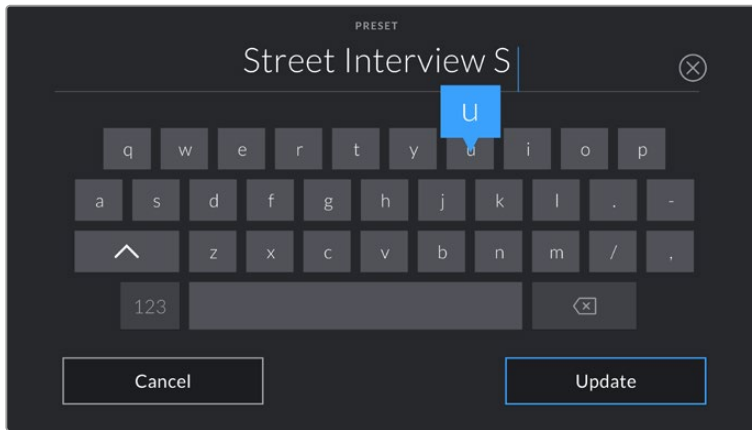 PRESET
Street Interview S
u
q w e r t y u i o p
a s d f g h j k l . -
z x c v b n m / ,
123
Cancel Update